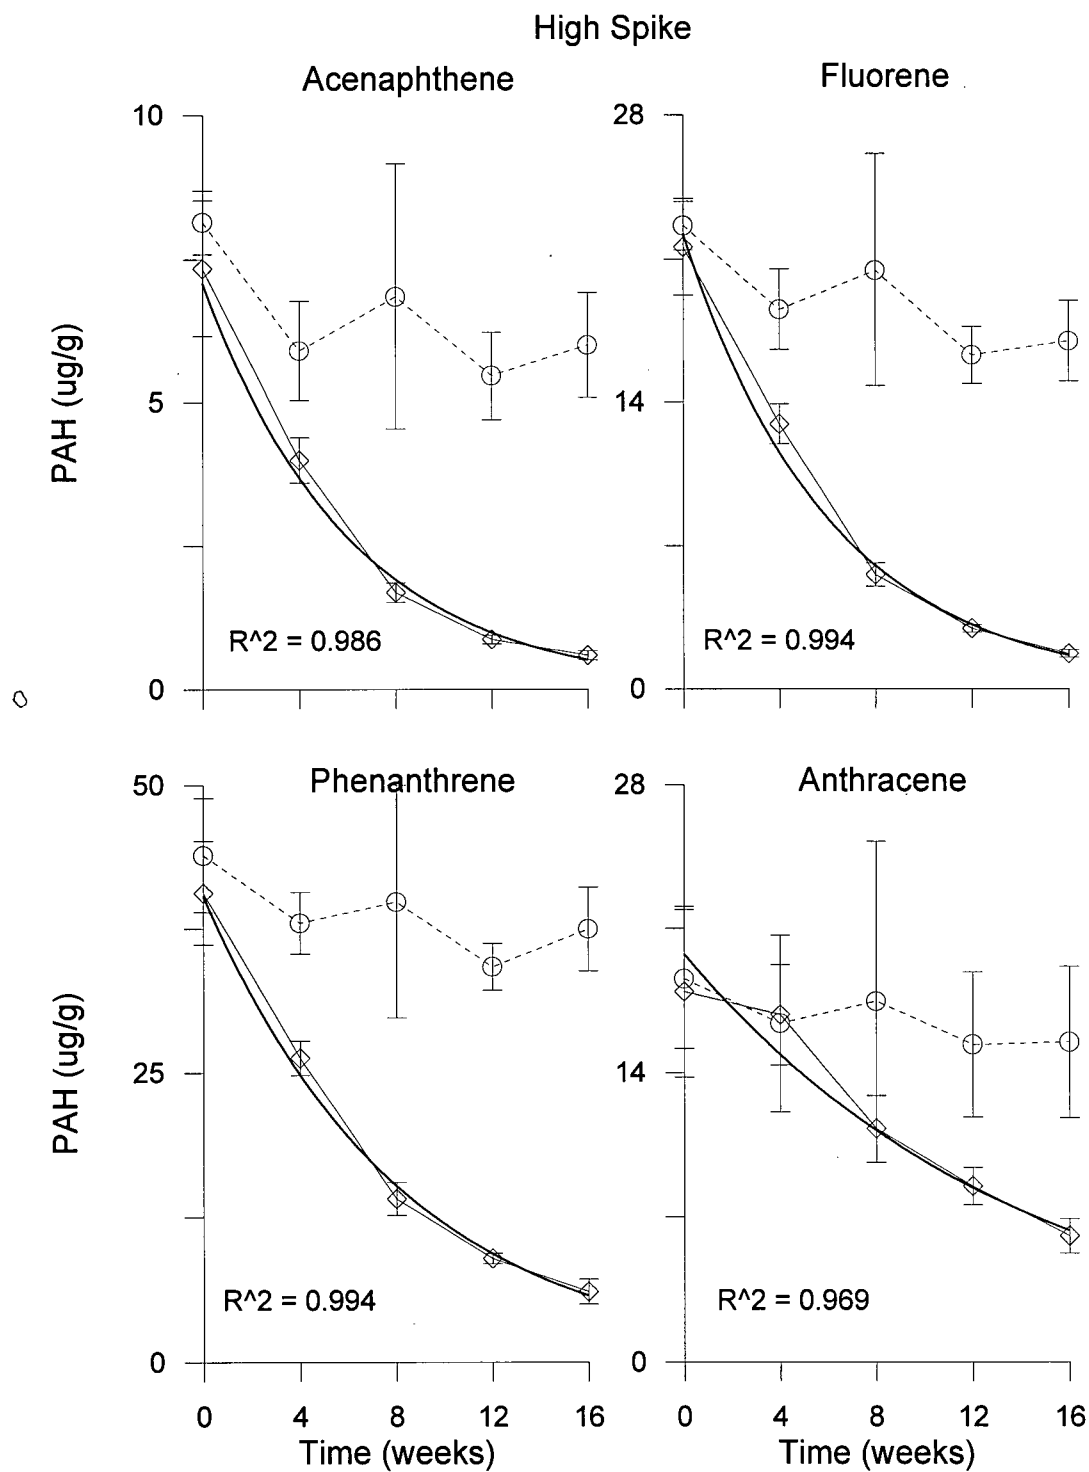 High Spike
Acenaphthene
Fluorene
10
5
0
PAH (ug/g)
R^2 = 0.986
28
14
0
R^2 = 0.994
Phenanthrene
Anthracene
50
25
0
PAH (ug/g)
R^2 = 0.994
28
14
0
R^2 = 0.969
0 4 8 12 16
0 4 8 12 16
Time (weeks)
Time (weeks)